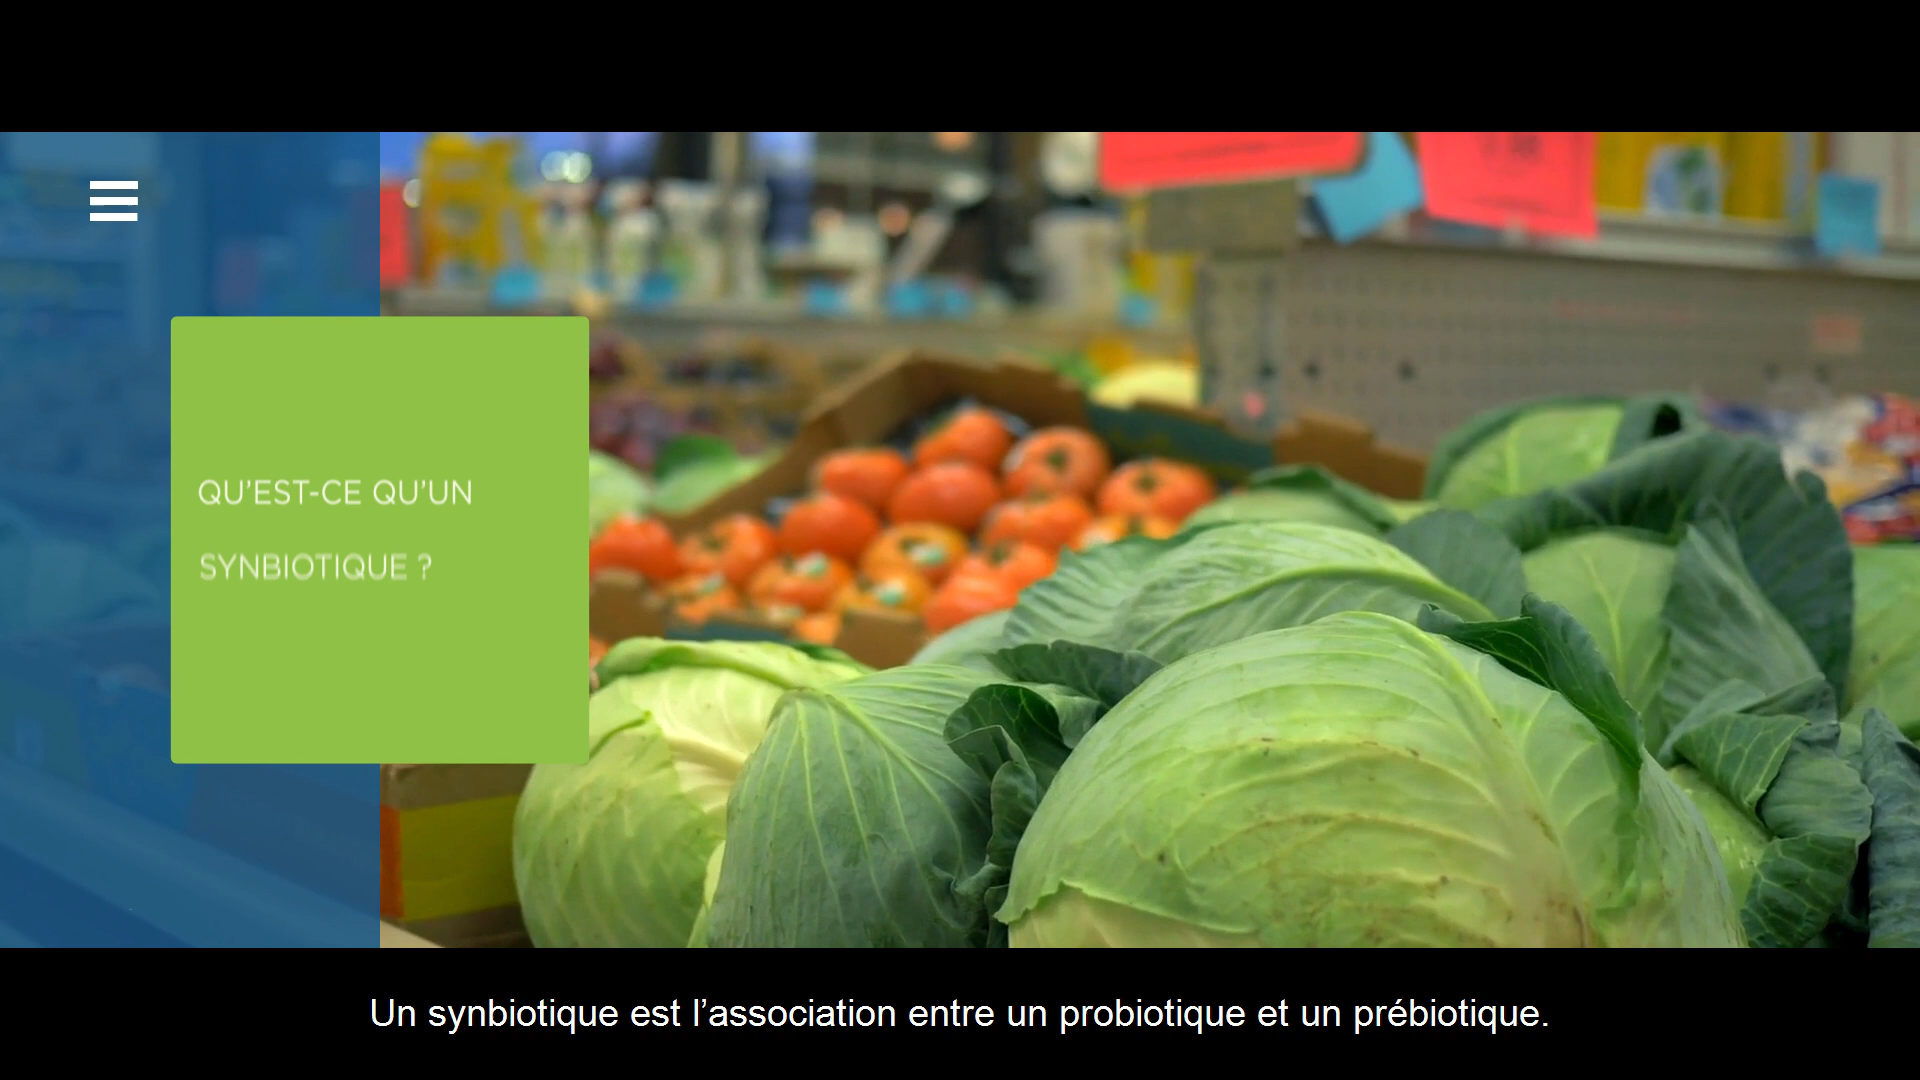 QU’EST-CE QU’UN
SYNBIOTIQUE ?
Un synbiotique est l’association entre un probiotique et un prébiotique.